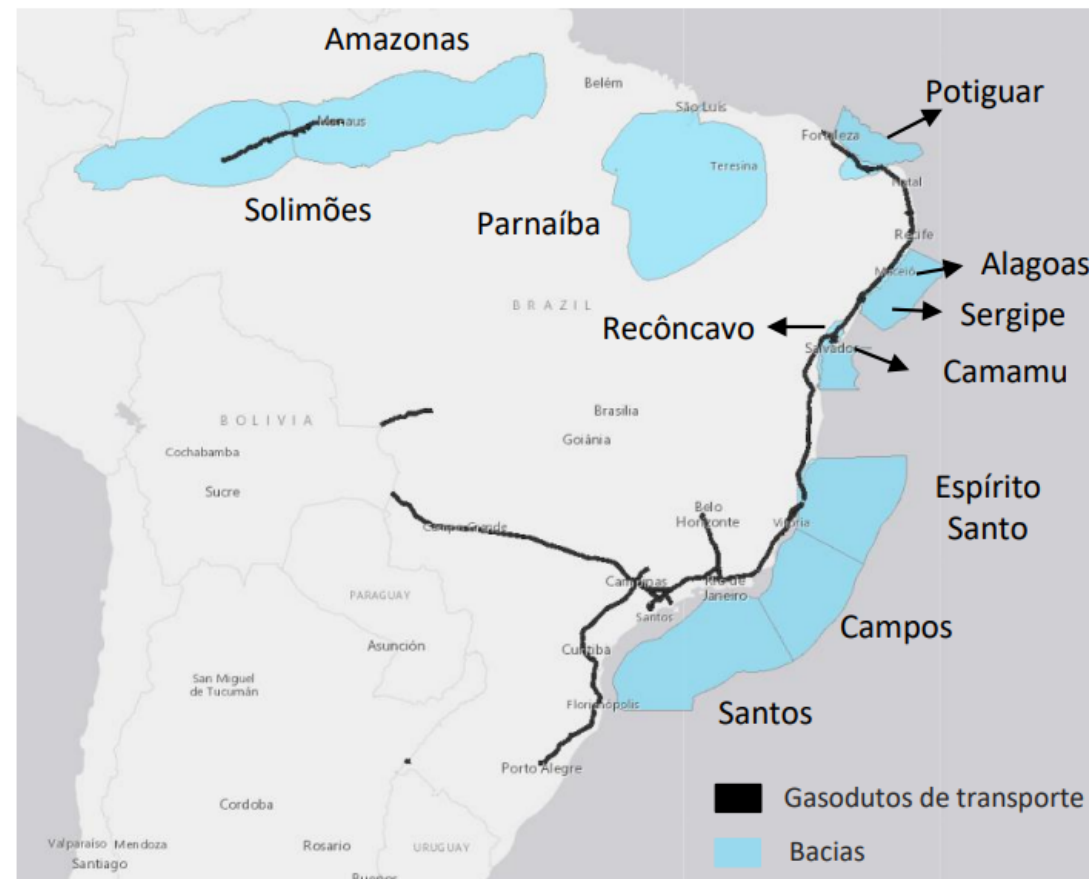 Amazonas
Belém
Potiguar
São Luís
Manaus
Fortaleza
Teresina
Natal
Solimões
Parnaíba
Recife
Maceió
Alagoas
BRAZIL
Sergipe
Recôncavo
Salvador
Camamu
BOLIVIA
Brasilia
Goiânia
Cochabamba
Sucre
Espírito
Santo
Belo
Horizonte
Vitória
Campo Grande
Campinas
Rio de
Janeiro
PARAGUAY
Santos
Campos
Asunción
Curitiba
San Miguel
de Tucumán
Florianópolis
Santos
Porto Alegre
Gasodutos de transporte
Cordoba
Valparaíso
Mendoza
Rosario
URUGUAY
Bacias
Santiago